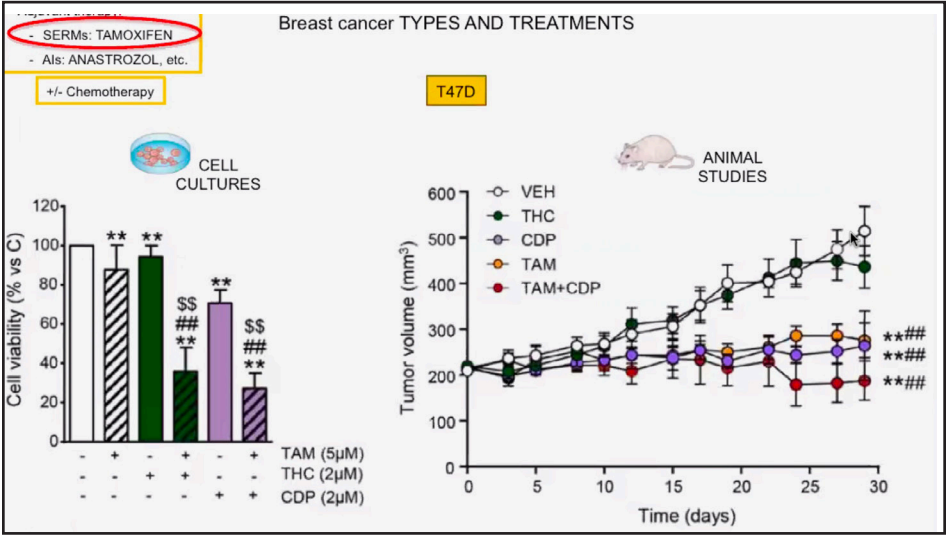 Breast cancer TYPES AND TREATMENTS
- SERMs: TAMOXIFEN
- AIs: ANASTROZOL, etc.
+/- Chemotherapy
T47D
CELL
CULTURES
ANIMAL
STUDIES
Cell viability (% vs C)
120
100
80
60
40
20
0
**
**
$$
##
**
**
$$
##
**
- + - + - + TAM (5µM)
- - + + - - THC (2µM)
- - - - + + CDP (2µM)
Tumor volume (mm³)
600
500
400
300
200
100
0
VEH
THC
CDP
TAM
TAM+CDP
**##
**##
**##
0 5 10 15 20 25 30
Time (days)